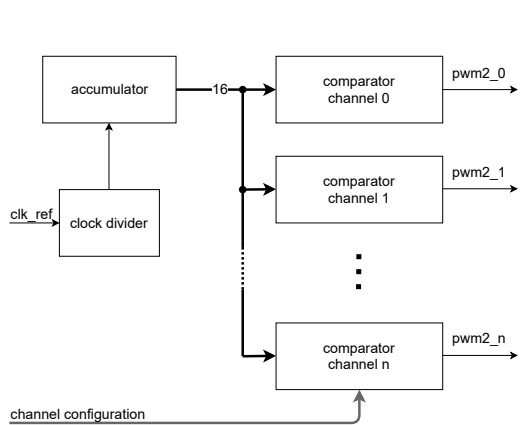 accumulator
16
comparator
channel 0
pwm2_0
comparator
channel 1
pwm2_1
clk_ref
clock divider
comparator
channel n
pwm2_n
channel configuration